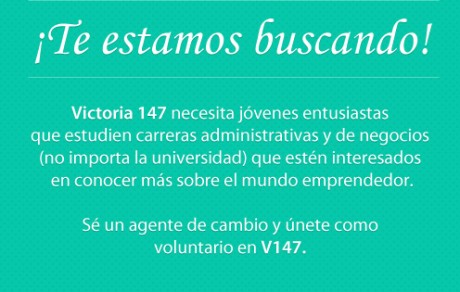 ¡Te estamos buscando!
Victoria 147 necesita jóvenes entusiastas
que estudien carreras administrativas y de negocios
(no importa la universidad) que estén interesados
en conocer más sobre el mundo emprendedor.
Sé un agente de cambio y únete como
voluntario en V147.